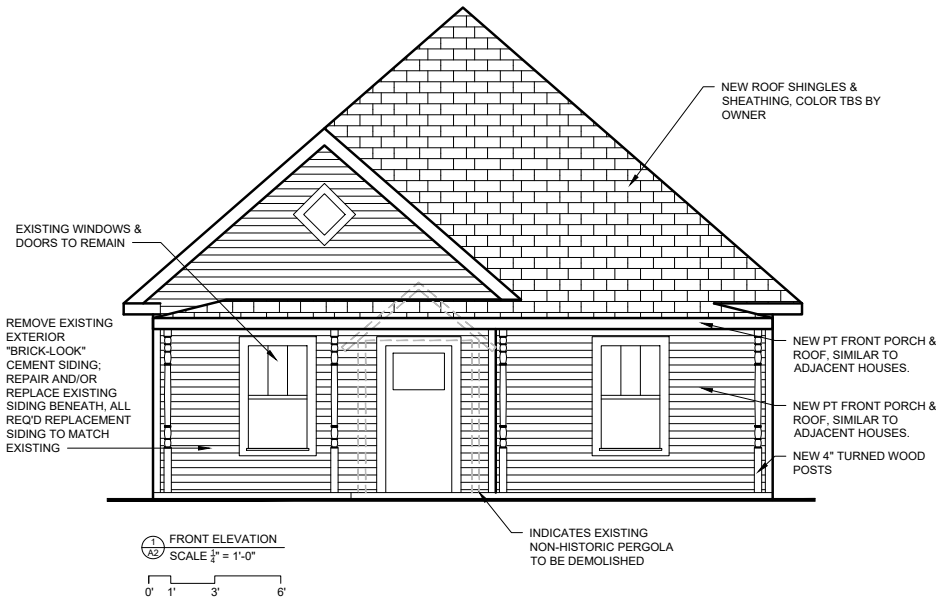 NEW ROOF SHINGLES &
SHEATHING, COLOR TBS BY
OWNER
EXISTING WINDOWS &
DOORS TO REMAIN
REMOVE EXISTING
EXTERIOR
"BRICK-LOOK"
CEMENT SIDING;
REPAIR AND/OR
REPLACE EXISTING
SIDING BENEATH, ALL
REQ'D REPLACEMENT
SIDING TO MATCH
EXISTING
NEW PT FRONT PORCH &
ROOF, SIMILAR TO
ADJACENT HOUSES.
NEW PT FRONT PORCH &
ROOF, SIMILAR TO
ADJACENT HOUSES.
NEW 4" TURNED WOOD
POSTS
INDICATES EXISTING
NON-HISTORIC PERGOLA
TO BE DEMOLISHED
1
A2
FRONT ELEVATION
SCALE 1/4" = 1'-0"
0' 1' 3' 6'